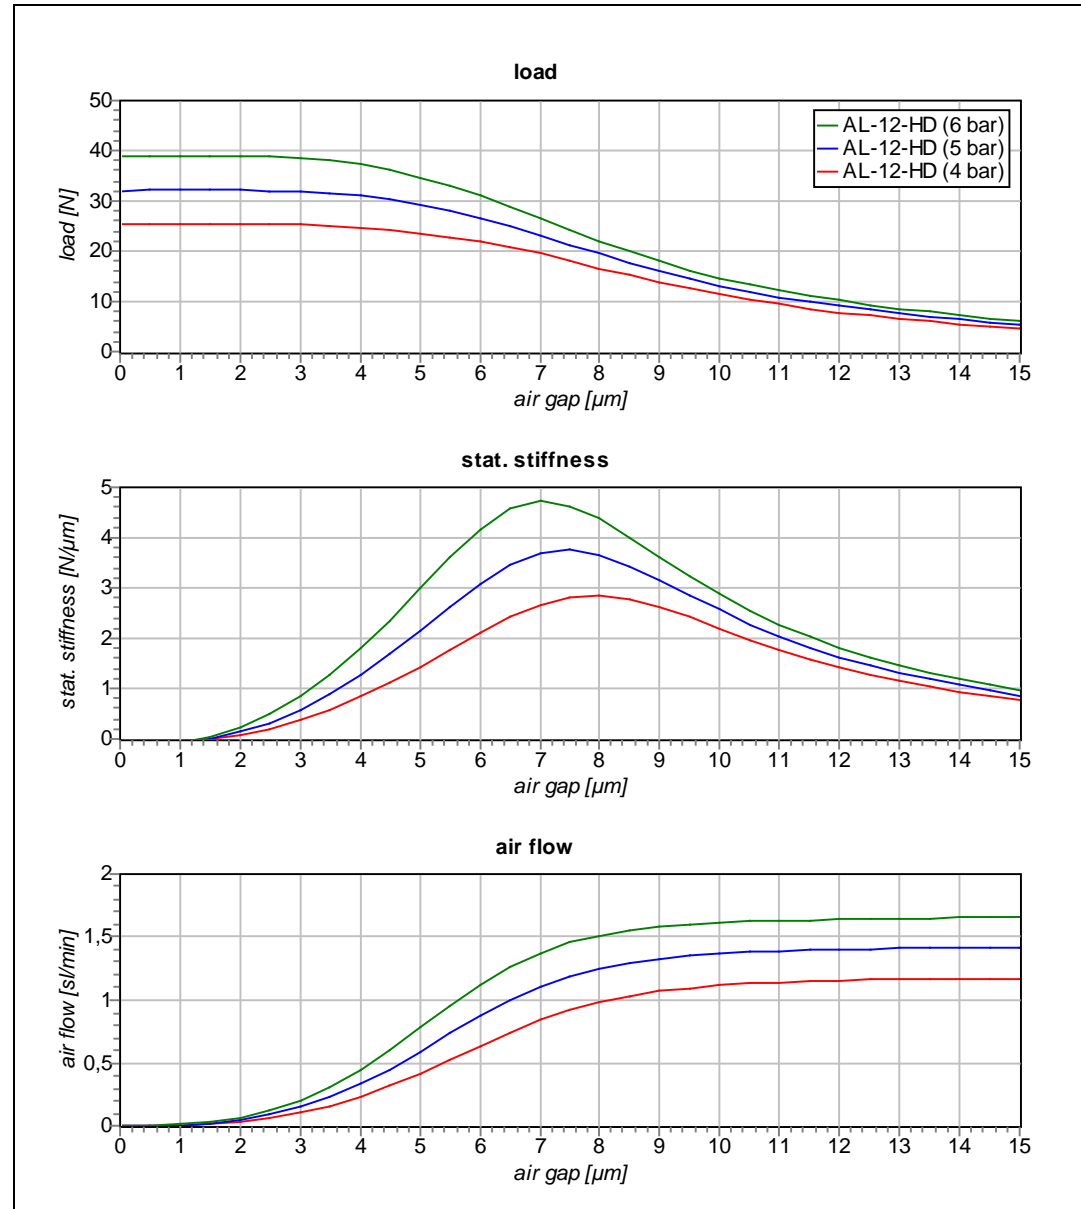 load
50
40
30
20
10
0
load [N]
AL-12-HD (6 bar)
AL-12-HD (5 bar)
AL-12-HD (4 bar)
0 1 2 3 4 5 6 7 8 9 10 11 12 13 14 15
air gap [µm]
stat. stiffness
5
4
3
2
1
0
stat. stiffness [N/µm]
0 1 2 3 4 5 6 7 8 9 10 11 12 13 14 15
air gap [µm]
air flow
2
1,5
1
0,5
0
air flow [sl/min]
0 1 2 3 4 5 6 7 8 9 10 11 12 13 14 15
air gap [µm]